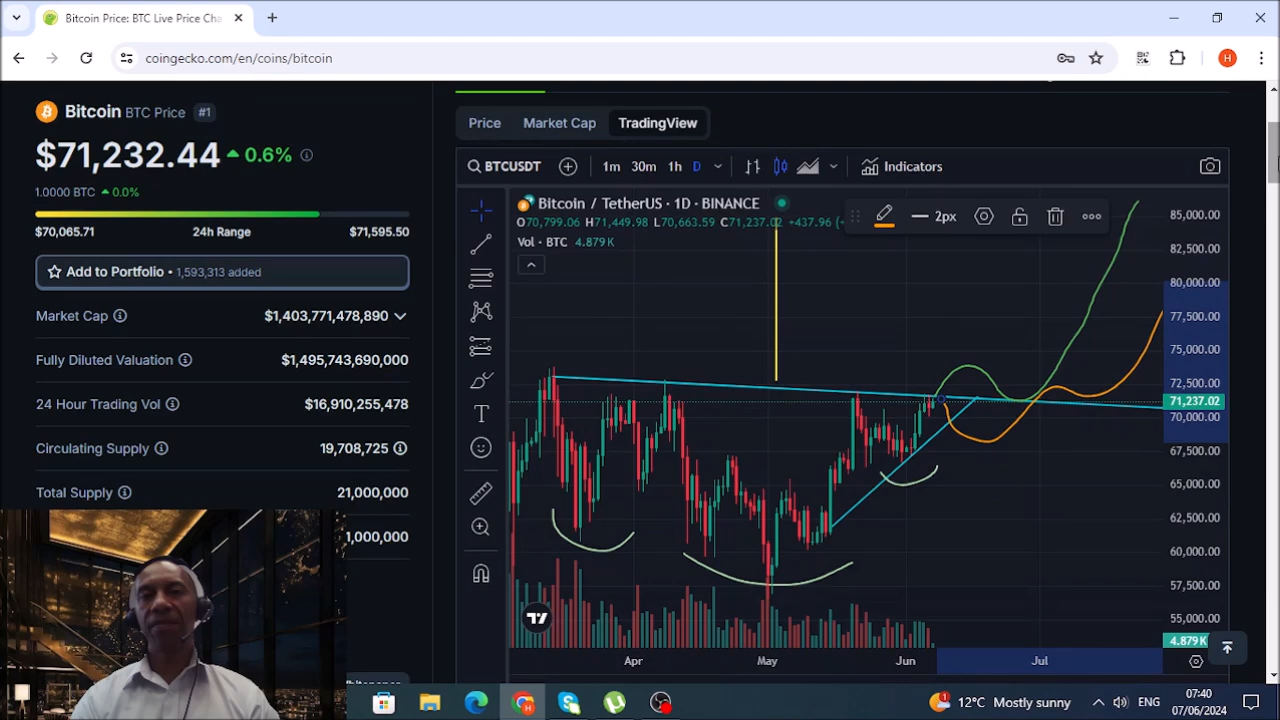 Bitcoin Price: BTC Live Price Cha
coingecko.com/en/coins/bitcoin
H
Bitcoin BTC Price #1
$71,232.44 0.6%
1.0000 BTC 0.0%
$70,065.71 24h Range $71,595.50
Add to Portfolio • 1,593,313 added
Market Cap $1,403,771,478,890
Fully Diluted Valuation $1,495,743,690,000
24 Hour Trading Vol $16,910,255,478
Circulating Supply 19,708,725
Total Supply 21,000,000
1,000,000
Price Market Cap TradingView
BTCUSDT 1m 30m 1h D Indicators
Bitcoin / TetherUS · 1D · BINANCE
O70,799.06 H71,449.98 L70,663.59 C71,237.02 +437.96 (+
Vol · BTC 4.879K
2px
85,000.00
82,500.00
80,000.00
77,500.00
75,000.00
72,500.00
71,237.02
70,000.00
67,500.00
65,000.00
62,500.00
60,000.00
57,500.00
55,000.00
4.879K
Apr May Jun Jul
1 12°C Mostly sunny ENG 07:40
07/06/2024